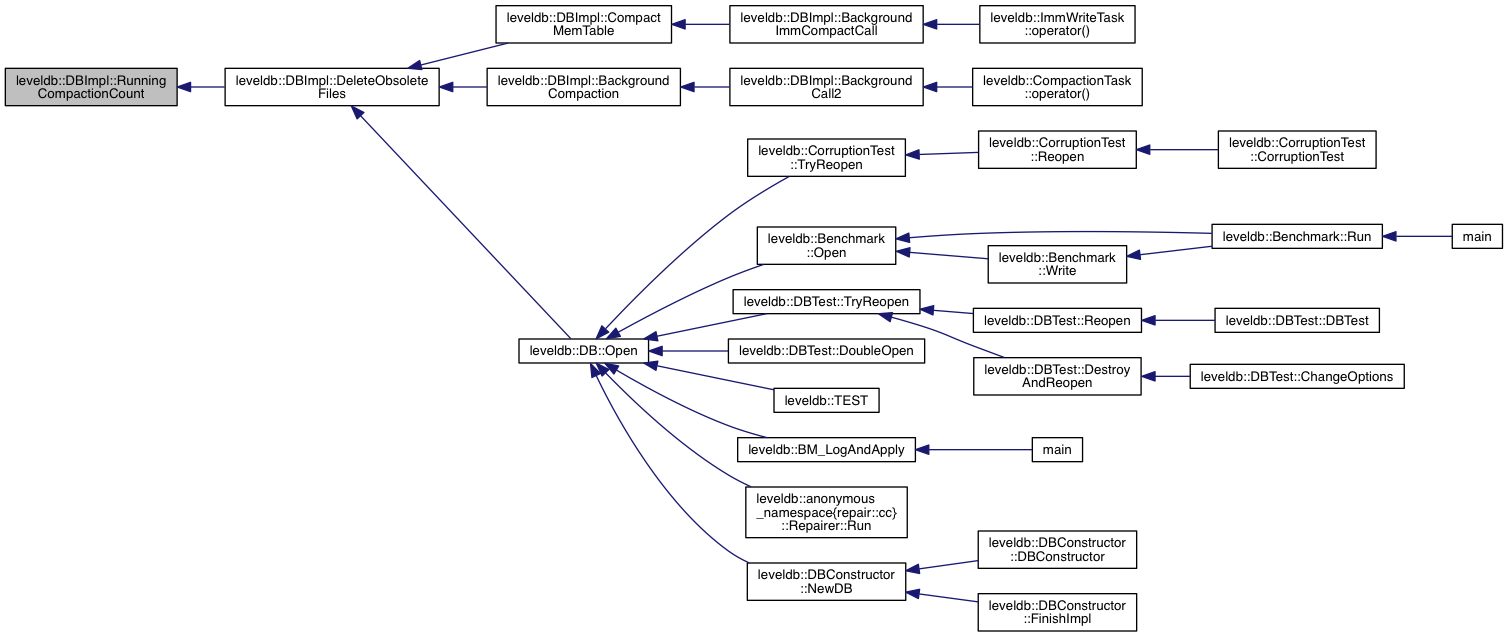 leveldb::DBImpl::Running
CompactionCount
leveldb::DBImpl::DeleteObsolete
Files
leveldb::DBImpl::Compact
MemTable
leveldb::DBImpl::Background
ImmCompactCall
leveldb::ImmWriteTask
::operator()
leveldb::DBImpl::Background
Compaction
leveldb::DBImpl::Background
Call2
leveldb::CompactionTask
::operator()
leveldb::DB::Open
leveldb::CorruptionTest
::TryReopen
leveldb::CorruptionTest
::Reopen
leveldb::CorruptionTest
::CorruptionTest
leveldb::Benchmark
::Open
leveldb::Benchmark
::Write
leveldb::Benchmark::Run
main
leveldb::DBTest::TryReopen
leveldb::DBTest::Reopen
leveldb::DBTest::DBTest
leveldb::DBTest::Destroy
AndReopen
leveldb::DBTest::ChangeOptions
leveldb::DBTest::DoubleOpen
leveldb::TEST
leveldb::BM_LogAndApply
main
leveldb::anonymous
_namespace{repair::cc}
::Repairer::Run
leveldb::DBConstructor
::NewDB
leveldb::DBConstructor
::DBConstructor
leveldb::DBConstructor
::FinishImpl